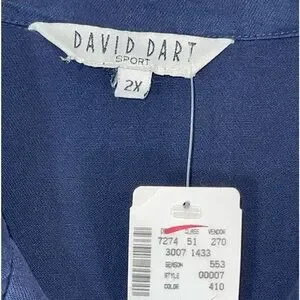 DAVID DART
SPORT
2X
CLASS VENDOR
7274 51 270
3007 1433
SEASON 553
STYLE 00007
COLOR 410